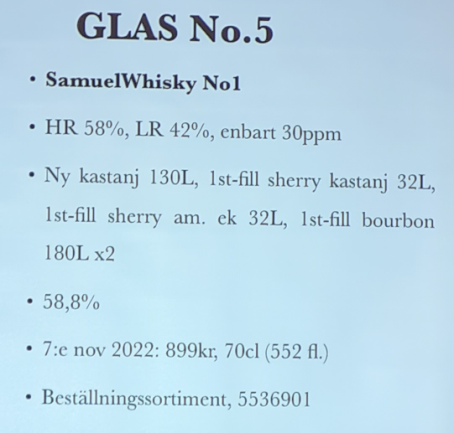 GLAS No.5
• SamuelWhisky No1
• HR 58%, LR 42%, enbart 30ppm
• Ny kastanj 130L, 1st-fill sherry kastanj 32L,
1st-fill sherry am. ek 32L, 1st-fill bourbon
180L x2
• 58,8%
• 7:e nov 2022: 899kr, 70cl (552 fl.)
• Beställningssortiment, 5536901